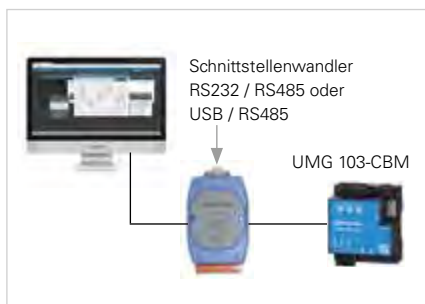 Schnittstellenwandler
RS232 / RS485 oder
USB / RS485
UMG 103-CBM